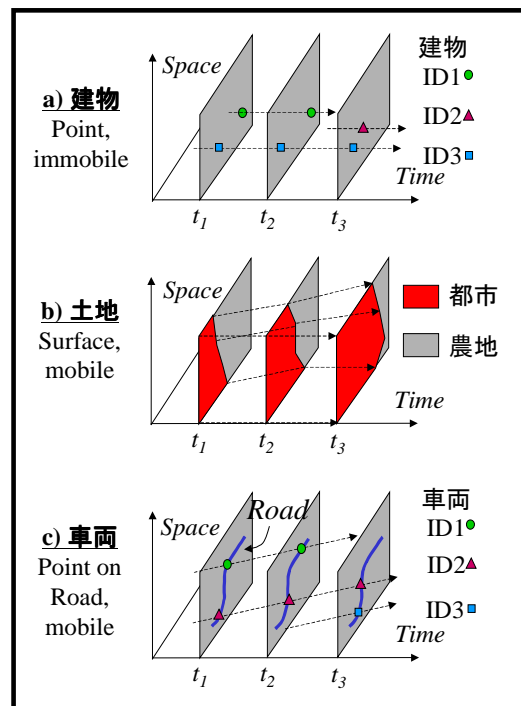 建物
Space
ID1
a) 建物
Point,
immobile
ID2
ID3
Time
t1 t2 t3
Space
b) 土地
Surface,
mobile
都市
農地
Time
t1 t2 t3
Road
車両
Space
ID1
c) 車両
Point on
Road,
mobile
ID2
ID3
Time
t1 t2 t3